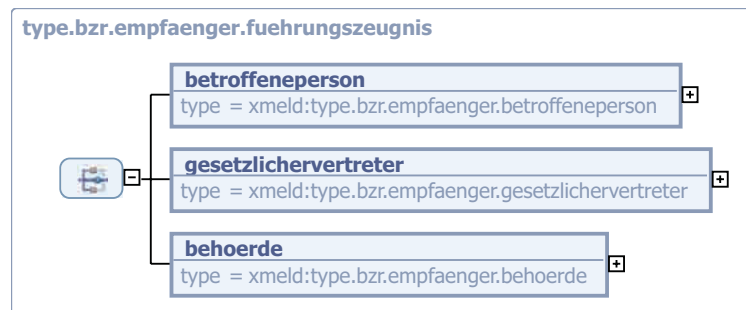 type.bzr.empfaenger.fuehrungszeugnis
betroffeneperson
type = xmeld:type.bzr.empfaenger.betroffeneperson
gesetzlichervertreter
type = xmeld:type.bzr.empfaenger.gesetzlichervertreter
behoerde
type = xmeld:type.bzr.empfaenger.behoerde